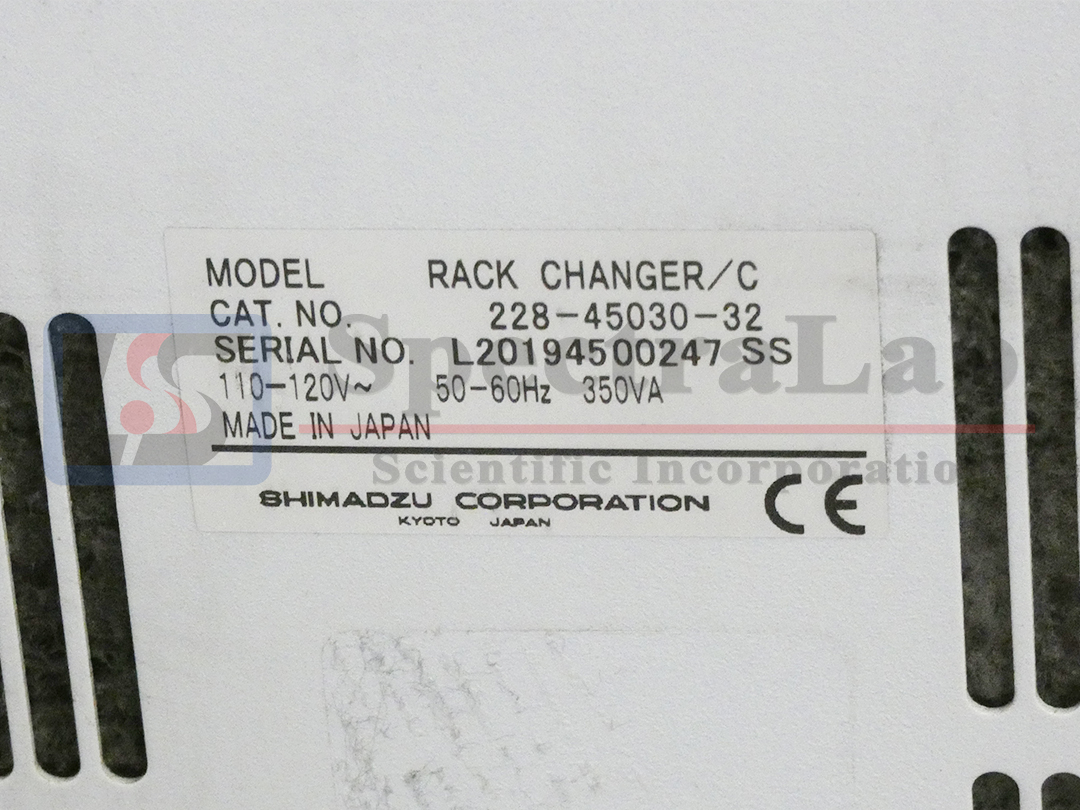 MODEL RACK CHANGER/C
CAT. NO. 228-45030-32
SERIAL NO. L20194500247 SS
110-120V~ 50-60Hz 350VA
MADE IN JAPAN
SHIMADZU CORPORATION
KYOTO JAPAN
CE
SpectraLab
Scientific Incorporatio